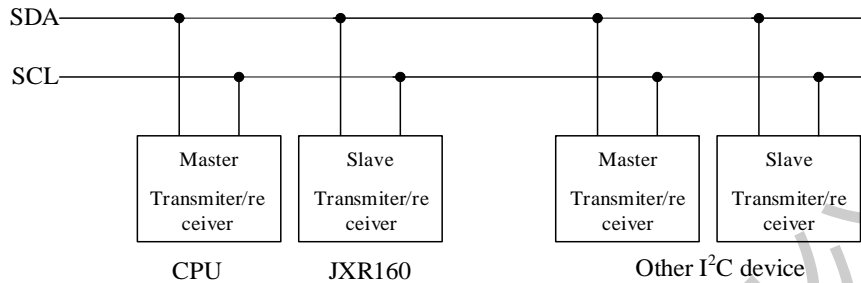 SDA
SCL
Master
Transmiter/re
ceiver
Slave
Transmiter/re
ceiver
Master
Transmiter/re
ceiver
Slave
Transmiter/re
ceiver
CPU
JXR160
Other I²C device